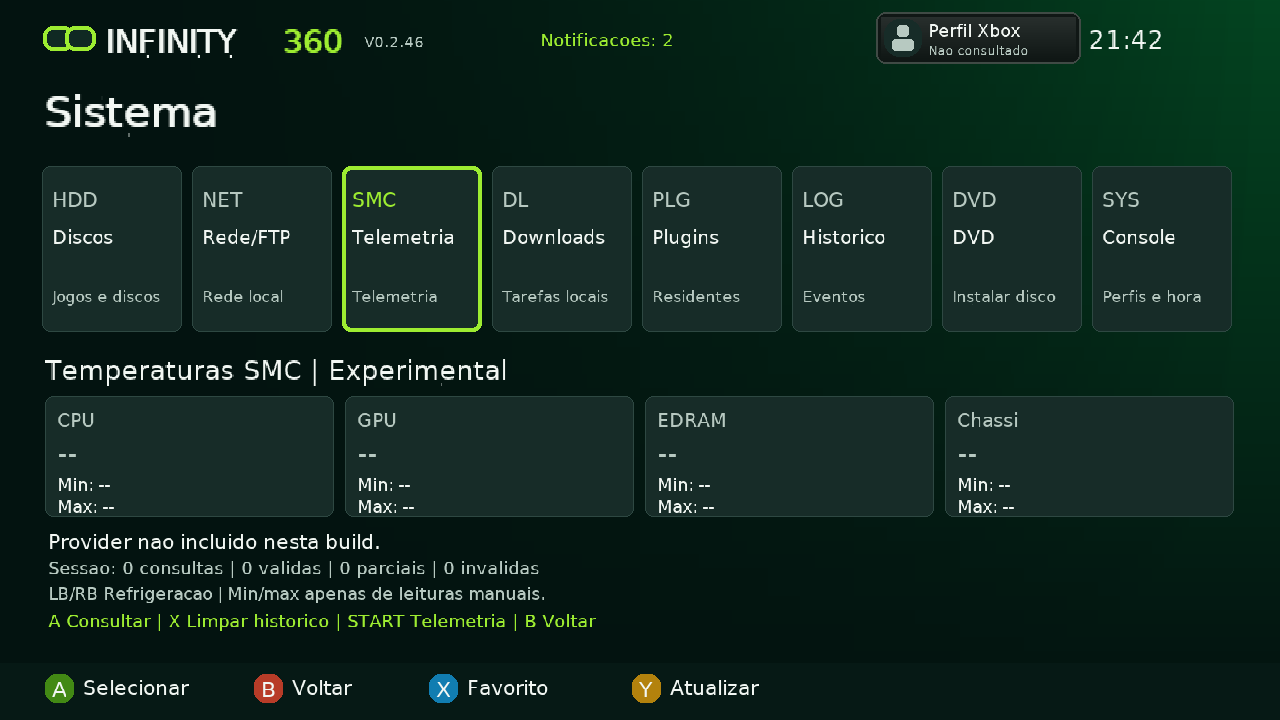 INFINITY 360 V0.2.46 Notificacoes: 2 Perfil Xbox 21:42
Nao consultado
Sistema
HDD NET SMC DL PLG LOG DVD SYS
Discos Rede/FTP Telemetria Downloads Plugins Historico DVD Console
Jogos e discos Rede local Telemetria Tarefas locais Residentes Eventos Instalar disco Perfis e hora
Temperaturas SMC | Experimental
CPU GPU EDRAM Chassi
-- -- -- --
Min: -- Min: -- Min: -- Min: --
Max: -- Max: -- Max: -- Max: --
Provider nao incluido nesta build.
Sessao: 0 consultas | 0 validas | 0 parciais | 0 invalidas
LB/RB Refrigeracao | Min/max apenas de leituras manuais.
A Consultar | X Limpar historico | START Telemetria | B Voltar
A Selecionar B Voltar X Favorito Y Atualizar